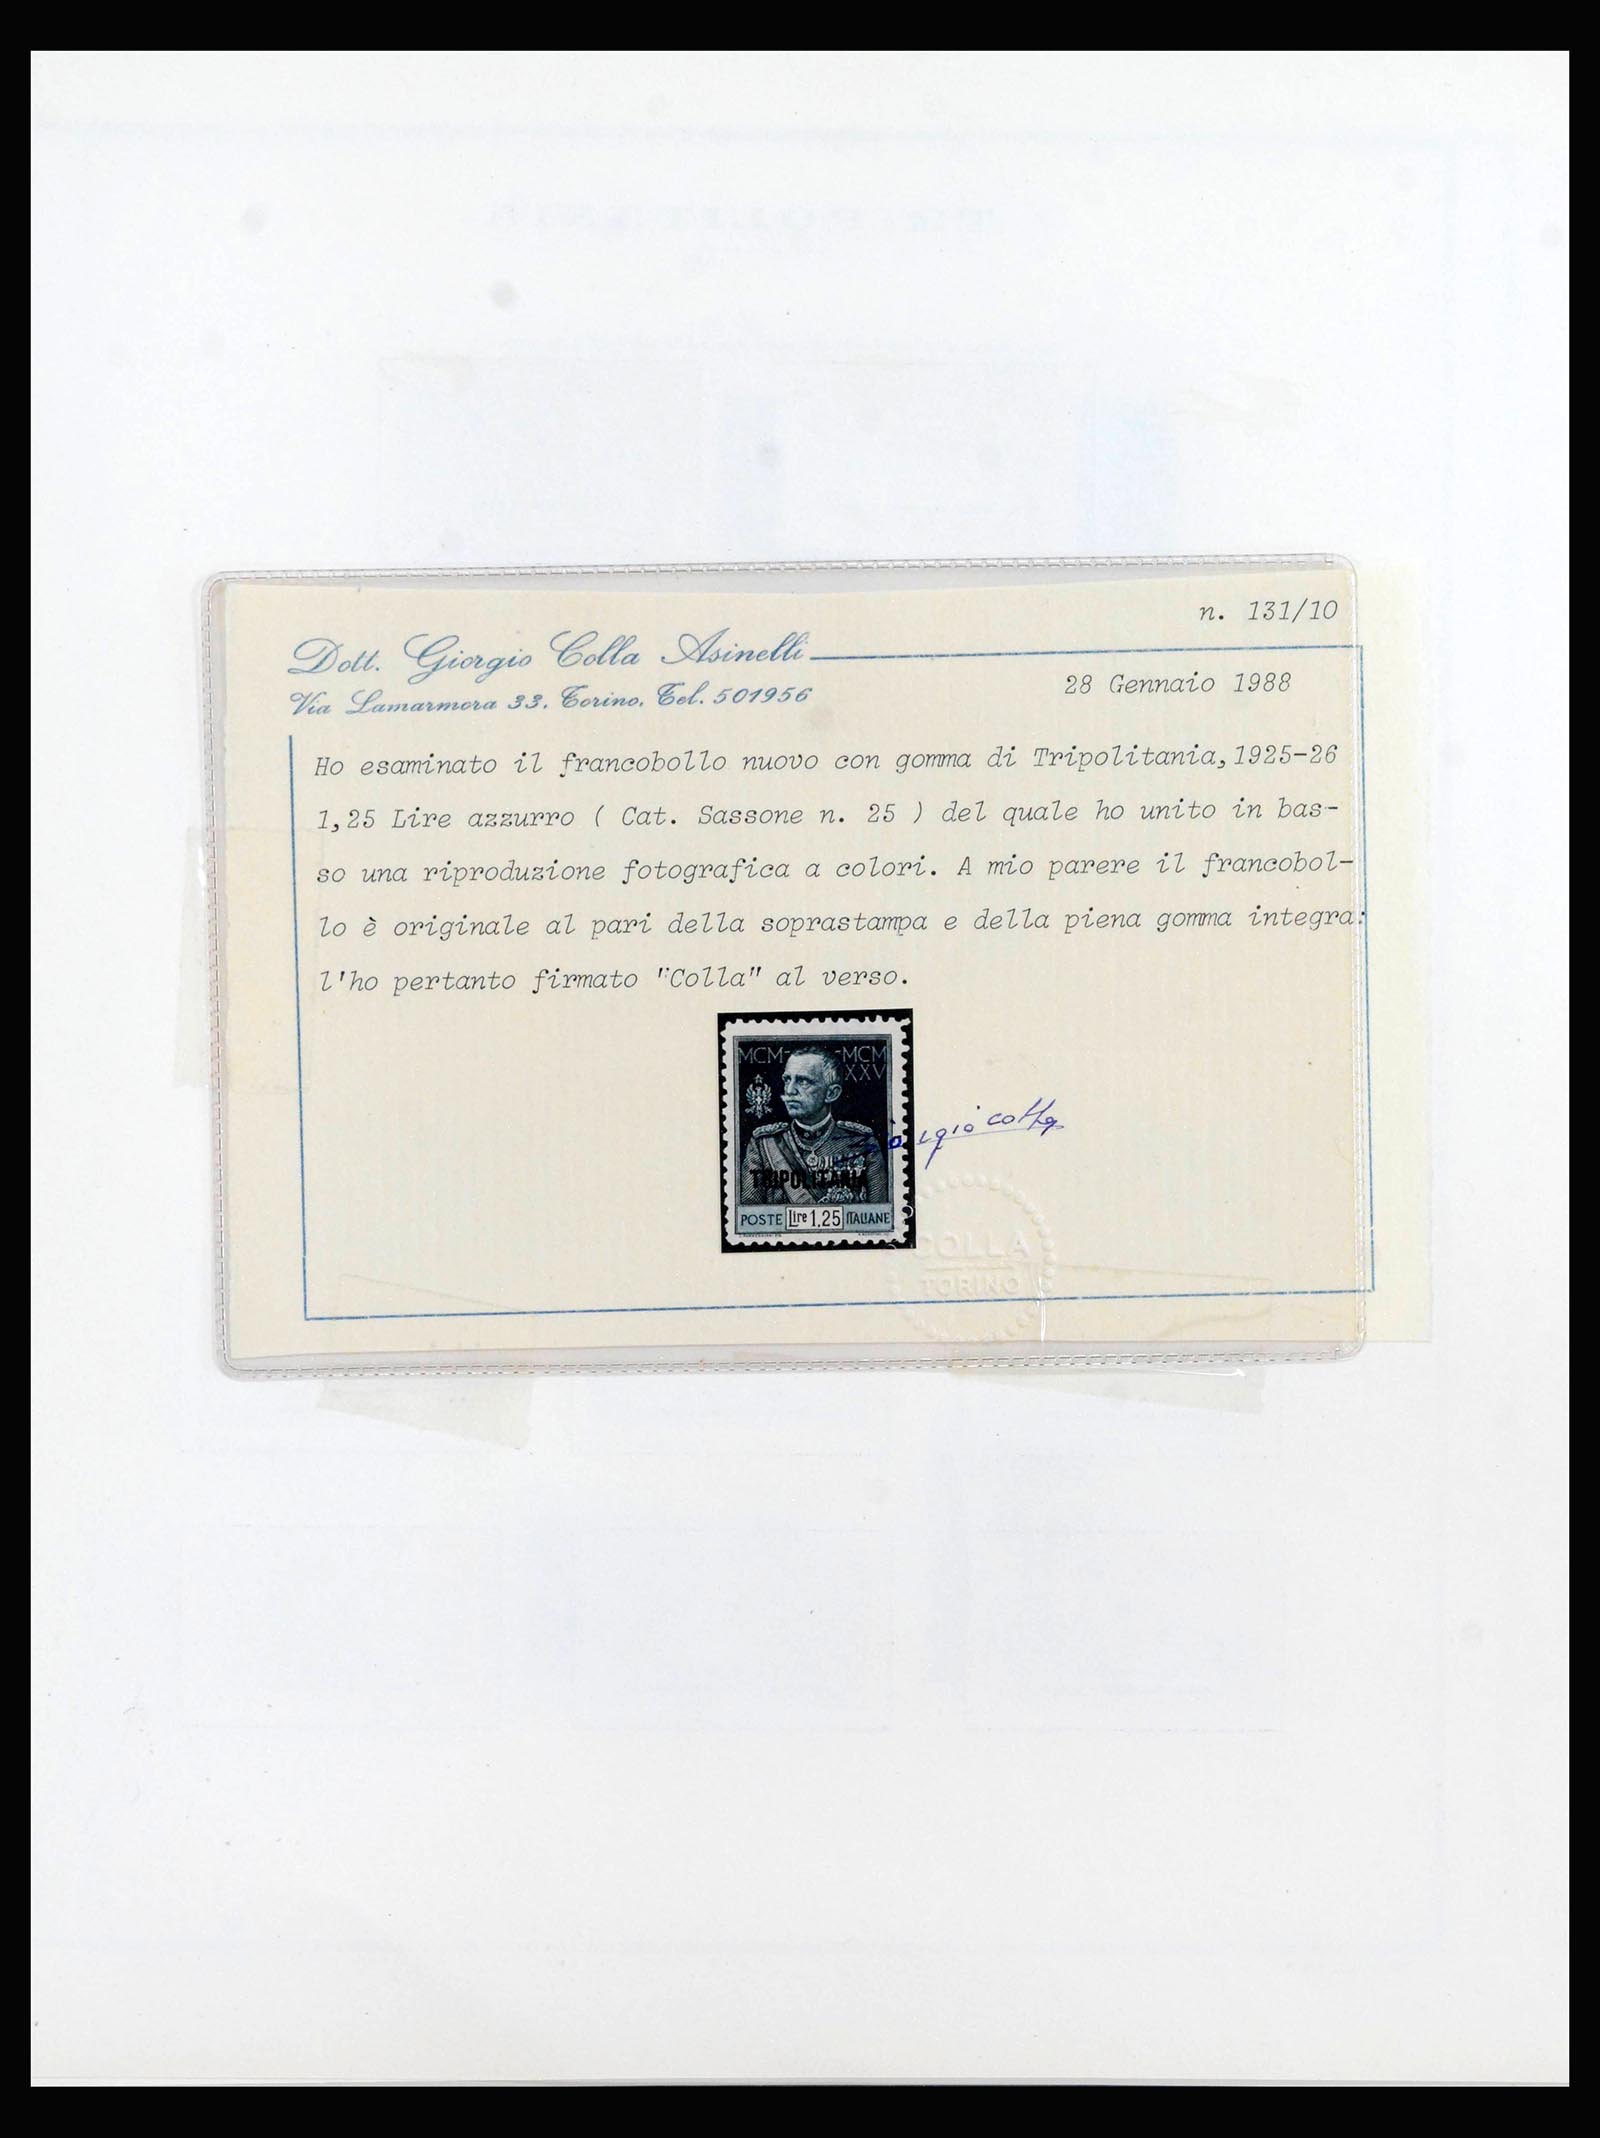 n. 131/10
Dott. Giorgio Colla Asinelli
Via Lamarmora 33. Torino. Tel. 501956
28 Gennaio 1988
Ho esaminato il francobollo nuovo con gomma di Tripolitania, 1925-26
1,25 Lire azzurro ( Cat. Sassone n. 25 ) del quale ho unito in bas-
so una riproduzione fotografica a colori. A mio parere il francobol-
lo è originale al pari della soprastampa e della piena gomma integra:
l'ho pertanto firmato "Colla" al verso.
MCM- -MCM
XXV
giorgio colla
TRIPOLITANIA
POSTE Lire 1.25 ITALIANE
COLLA
TORINO